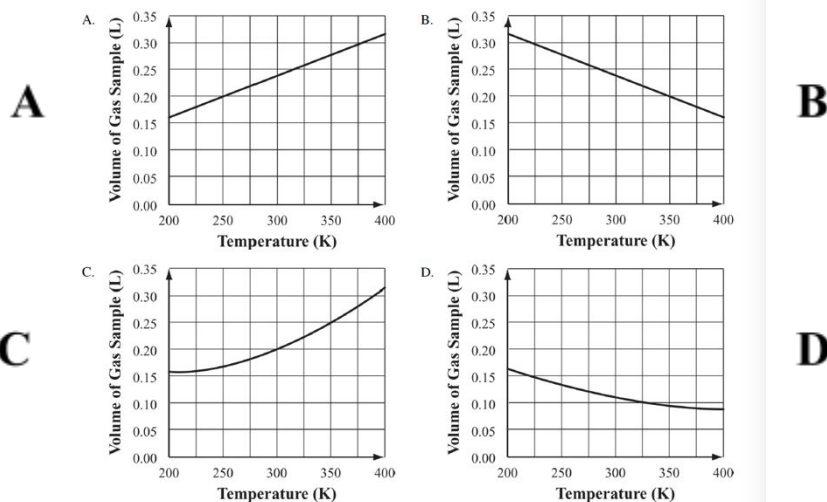 A.
Volume of Gas Sample (L)
0.35
0.30
0.25
0.20
0.15
0.10
0.05
0.00
200 250 300 350 400
Temperature (K)
A
B.
Volume of Gas Sample (L)
0.35
0.30
0.25
0.20
0.15
0.10
0.05
0.00
200 250 300 350 400
Temperature (K)
B
C.
Volume of Gas Sample (L)
0.35
0.30
0.25
0.20
0.15
0.10
0.05
0.00
200 250 300 350 400
Temperature (K)
C
D.
Volume of Gas Sample (L)
0.35
0.30
0.25
0.20
0.15
0.10
0.05
0.00
200 250 300 350 400
Temperature (K)
D